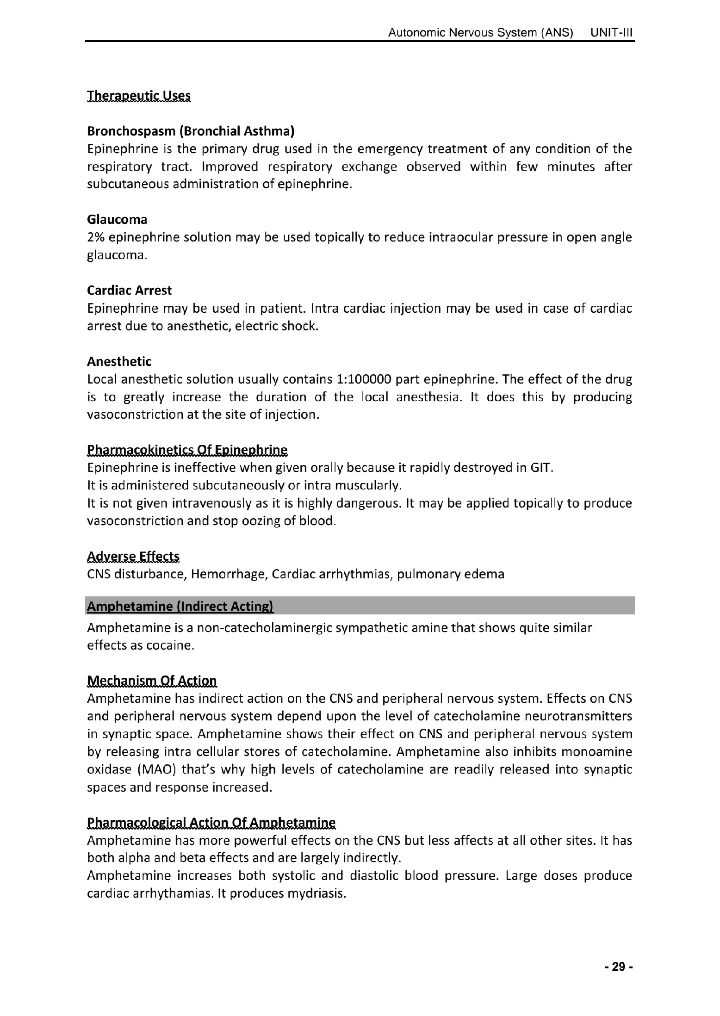 Autonomic Nervous System (ANS) UNIT-III
Therapeutic Uses
Bronchospasm (Bronchial Asthma)
Epinephrine is the primary drug used in the emergency treatment of any condition of the
respiratory tract. Improved respiratory exchange observed within few minutes after
subcutaneous administration of epinephrine.
Glaucoma
2% epinephrine solution may be used topically to reduce intraocular pressure in open angle
glaucoma.
Cardiac Arrest
Epinephrine may be used in patient. Intra cardiac injection may be used in case of cardiac
arrest due to anesthetic, electric shock.
Anesthetic
Local anesthetic solution usually contains 1:100000 part epinephrine. The effect of the drug
is to greatly increase the duration of the local anesthesia. It does this by producing
vasoconstriction at the site of injection.
Pharmacokinetics Of Epinephrine
Epinephrine is ineffective when given orally because it rapidly destroyed in GIT.
It is administered subcutaneously or intra muscularly.
It is not given intravenously as it is highly dangerous. It may be applied topically to produce
vasoconstriction and stop oozing of blood.
Adverse Effects
CNS disturbance, Hemorrhage, Cardiac arrhythmias, pulmonary edema
Amphetamine (Indirect Acting)
Amphetamine is a non-catecholaminergic sympathetic amine that shows quite similar
effects as cocaine.
Mechanism Of Action
Amphetamine has indirect action on the CNS and peripheral nervous system. Effects on CNS
and peripheral nervous system depend upon the level of catecholamine neurotransmitters
in synaptic space. Amphetamine shows their effect on CNS and peripheral nervous system
by releasing intra cellular stores of catecholamine. Amphetamine also inhibits monoamine
oxidase (MAO) that's why high levels of catecholamine are readily released into synaptic
spaces and response increased.
Pharmacological Action Of Amphetamine
Amphetamine has more powerful effects on the CNS but less affects at all other sites. It has
both alpha and beta effects and are largely indirectly.
Amphetamine increases both systolic and diastolic blood pressure. Large doses produce
cardiac arrhythamias. It produces mydriasis.
- 29 -